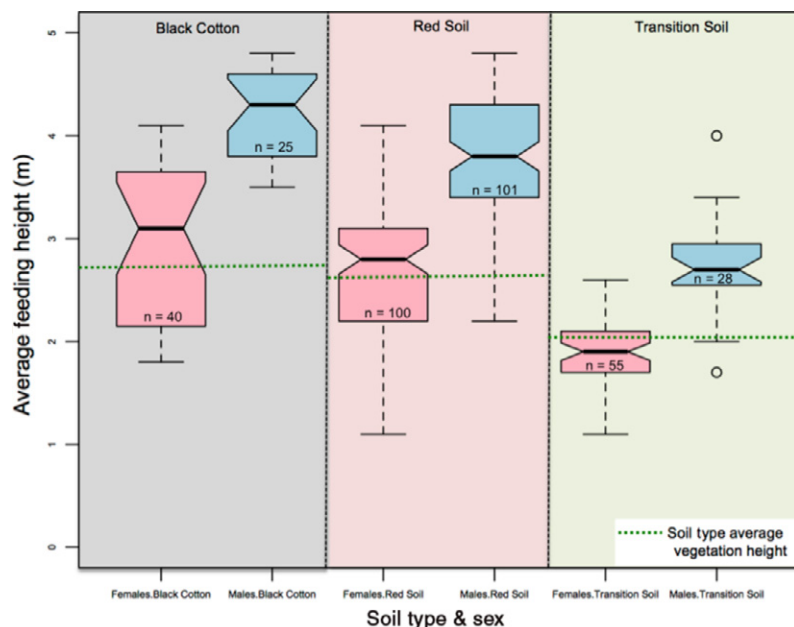 Black Cotton
Red Soil
Transition Soil
Average feeding height (m)
5
4
3
2
1
0
n = 40
n = 25
n = 100
n = 101
n = 55
n = 28
Soil type average
vegetation height
Females.Black Cotton
Males.Black Cotton
Females.Red Soil
Males.Red Soil
Females.Transition Soil
Males.Transition Soil
Soil type & sex